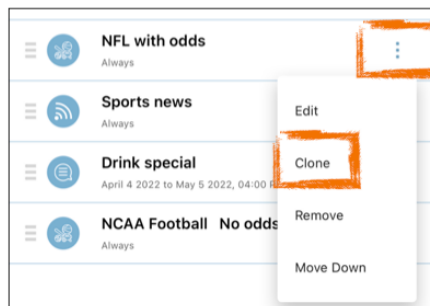 NFL with odds
Always
Sports news
Always
Drink special
April 4 2022 to May 5 2022, 04:00
NCAA Football No odds
Always
Edit
Clone
Remove
Move Down